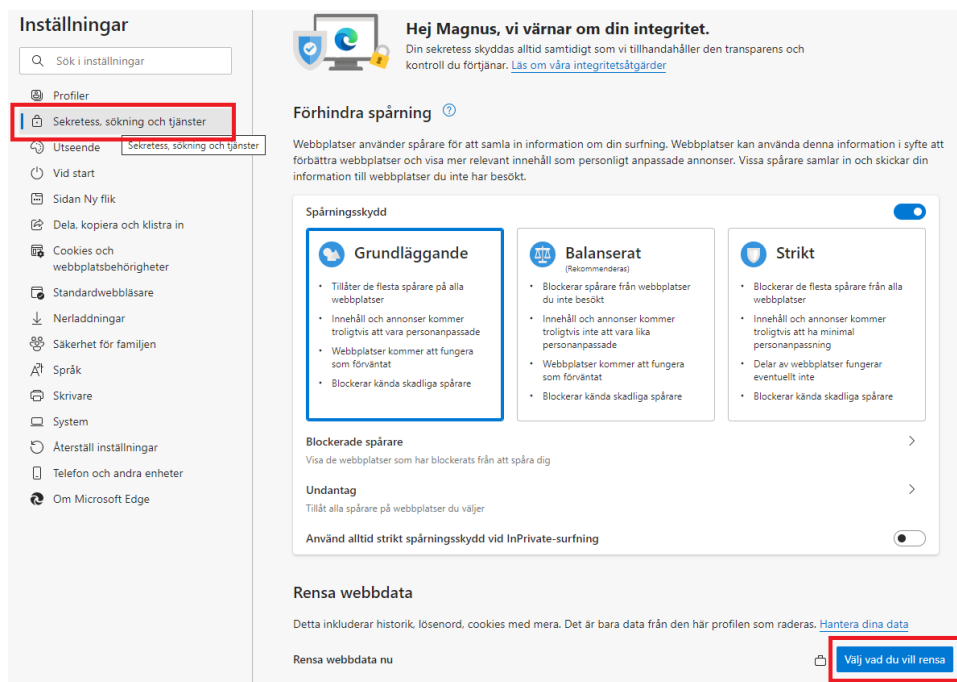 Inställningar
Sök i inställningar
Profiler
Sekretess, sökning och tjänster
Utseende
Sekretess, sökning och tjänster
Vid start
Sidan Ny flik
Dela, kopiera och klistra in
Cookies och
webbplatsbehörigheter
Standardwebbläsare
Nerladdningar
Säkerhet för familjen
Språk
Skrivare
System
Återställ inställningar
Telefon och andra enheter
Om Microsoft Edge
Hej Magnus, vi värnar om din integritet.
Din sekretess skyddas alltid samtidigt som vi tillhandahåller den transparens och
kontroll du förtjänar. Läs om våra integritetsåtgärder
Förhindra spårning
Webbplatser använder spårare för att samla in information om din surfning. Webbplatser kan använda denna information i syfte att
förbättra webbplatser och visa mer relevant innehåll som personligt anpassade annonser. Vissa spårare samlar in och skickar din
information till webbplatser du inte har besökt.
Spårningsskydd
Grundläggande
• Tillåter de flesta spårare på alla
webbplatser
• Innehåll och annonser kommer
troligtvis att vara personanpassade
• Webbplatser kommer att fungera
som förväntat
• Blockerar kända skadliga spårare
Balanserat
(Rekommenderas)
• Blockerar spårare från webbplatser
du inte besökt
• Innehåll och annonser kommer
troligtvis inte att vara lika
personanpassade
• Webbplatser kommer att fungera
som förväntat
• Blockerar kända skadliga spårare
Strikt
• Blockerar de flesta spårare från alla
webbplatser
• Innehåll och annonser kommer
troligtvis att ha minimal
personanpassning
• Delar av webbplatser fungerar
eventuellt inte
• Blockerar kända skadliga spårare
Blockerade spårare
Visa de webbplatser som har blockerats från att spåra dig
Undantag
Tillåt alla spårare på webbplatser du väljer
Använd alltid strikt spårningsskydd vid InPrivate-surfning
Rensa webbdata
Detta inkluderar historik, lösenord, cookies med mera. Det är bara data från den här profilen som raderas. Hantera dina data
Rensa webbdata nu
Välj vad du vill rensa